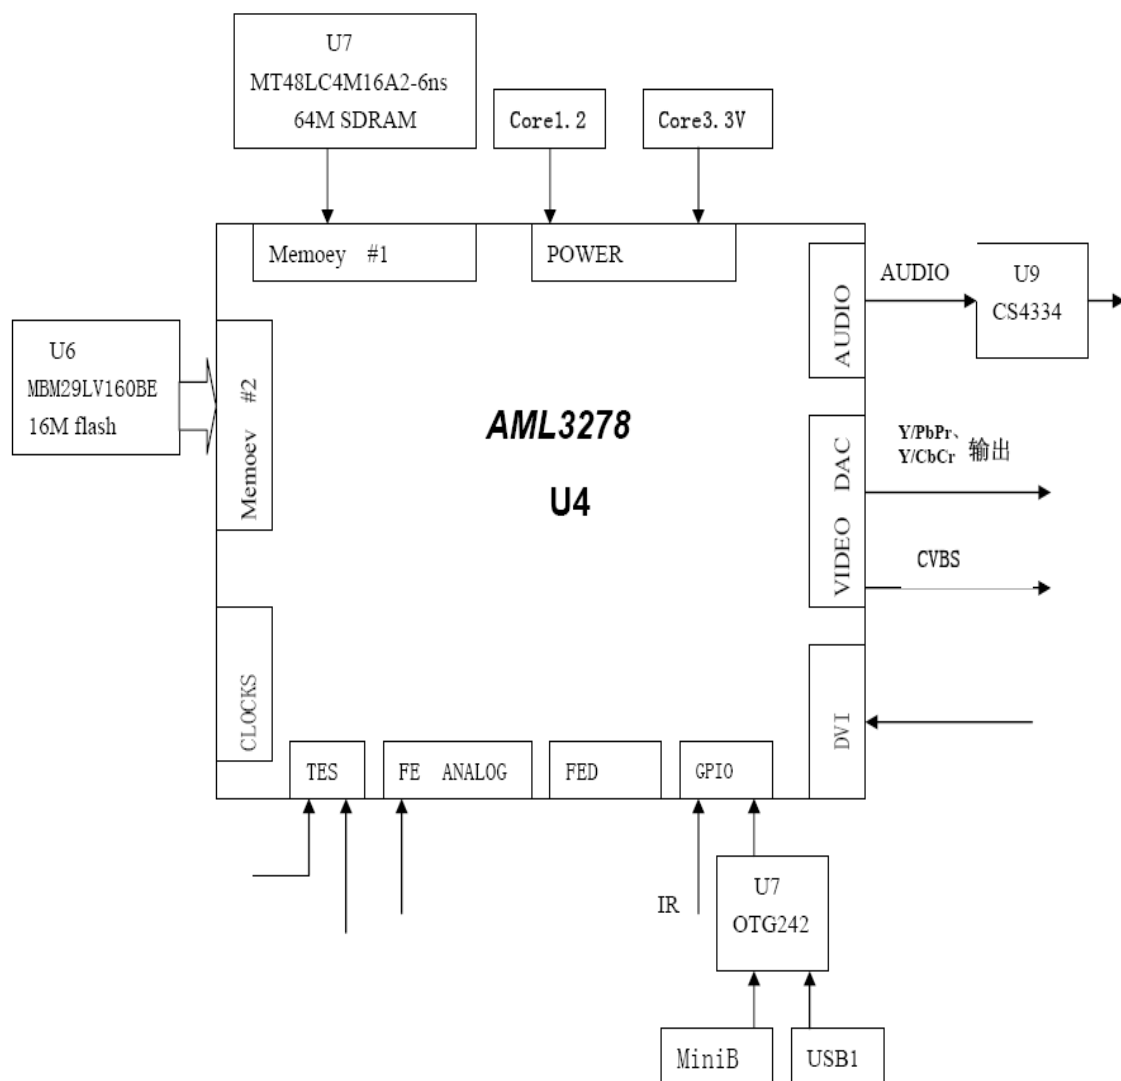 U7
MT48LC4M16A2-6ns
64M SDRAM
Core1.2
Core3.3V
Memoey #1
POWER
AUDIO
AUDIO
U9
CS4334
U6
MBM29LV160BE
16M flash
Memoev #2
AML3278
U4
VIDEO DAC
Y/PbPr、
Y/CbCr 输出
CVBS
CLOCKS
DVI
TES
FE ANALOG
FED
GPIO
IR
U7
OTG242
MiniB
USB1